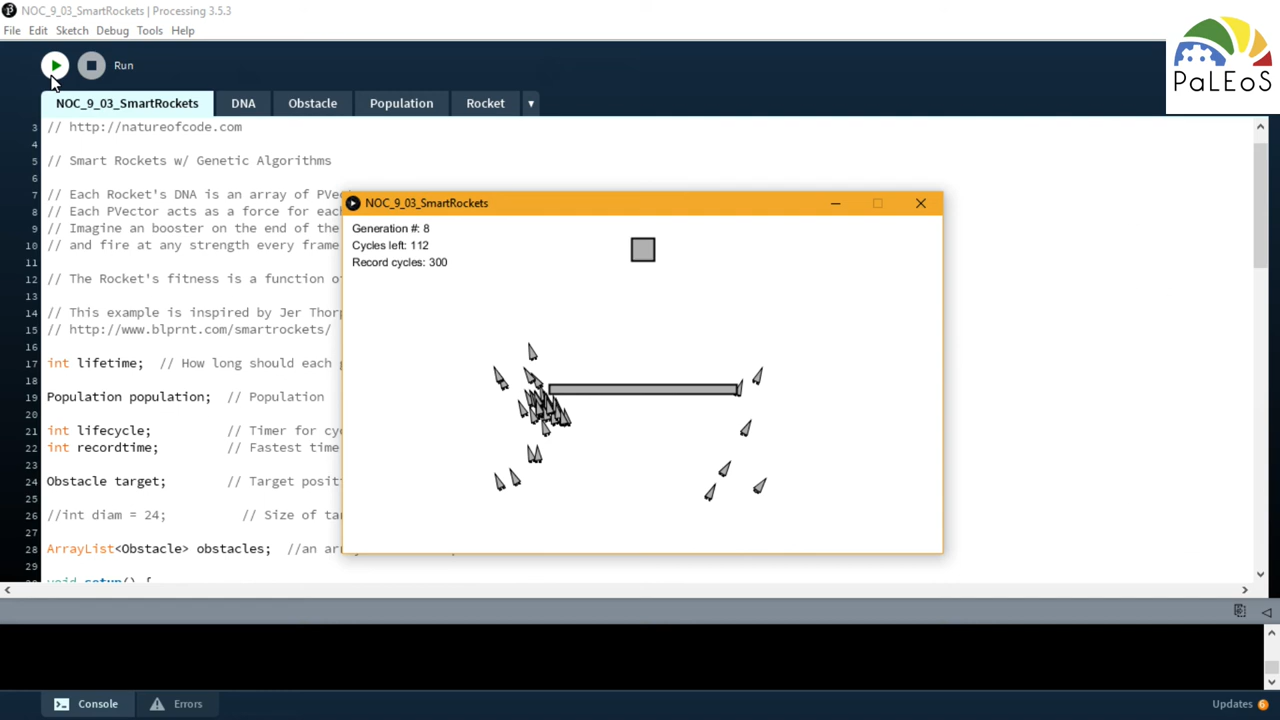 NOC_9_03_SmartRockets | Processing 3.5.3
File Edit Sketch Debug Tools Help
Run
PaLEoS
NOC_9_03_SmartRockets DNA Obstacle Population Rocket
3 // http://natureofcode.com
4
5 // Smart Rockets w/ Genetic Algorithms
6
7 // Each Rocket's DNA is an array of PVec
8 // Each PVector acts as a force for each
9 // Imagine an booster on the end of the
10 // and fire at any strength every frame
11
12 // The Rocket's fitness is a function of
13
14 // This example is inspired by Jer Thorp
15 // http://www.blprnt.com/smartrockets/
16
17 int lifetime; // How long should each g
18
19 Population population; // Population
20
21 int lifecycle; // Timer for cyc
22 int recordtime; // Fastest time
23
24 Obstacle target; // Target posit
25
26 //int diam = 24; // Size of tar
27
28 ArrayList<Obstacle> obstacles; //an arr
void setup() {
NOC_9_03_SmartRockets
Generation #: 8
Cycles left: 112
Record cycles: 300
Console Errors
Updates 6